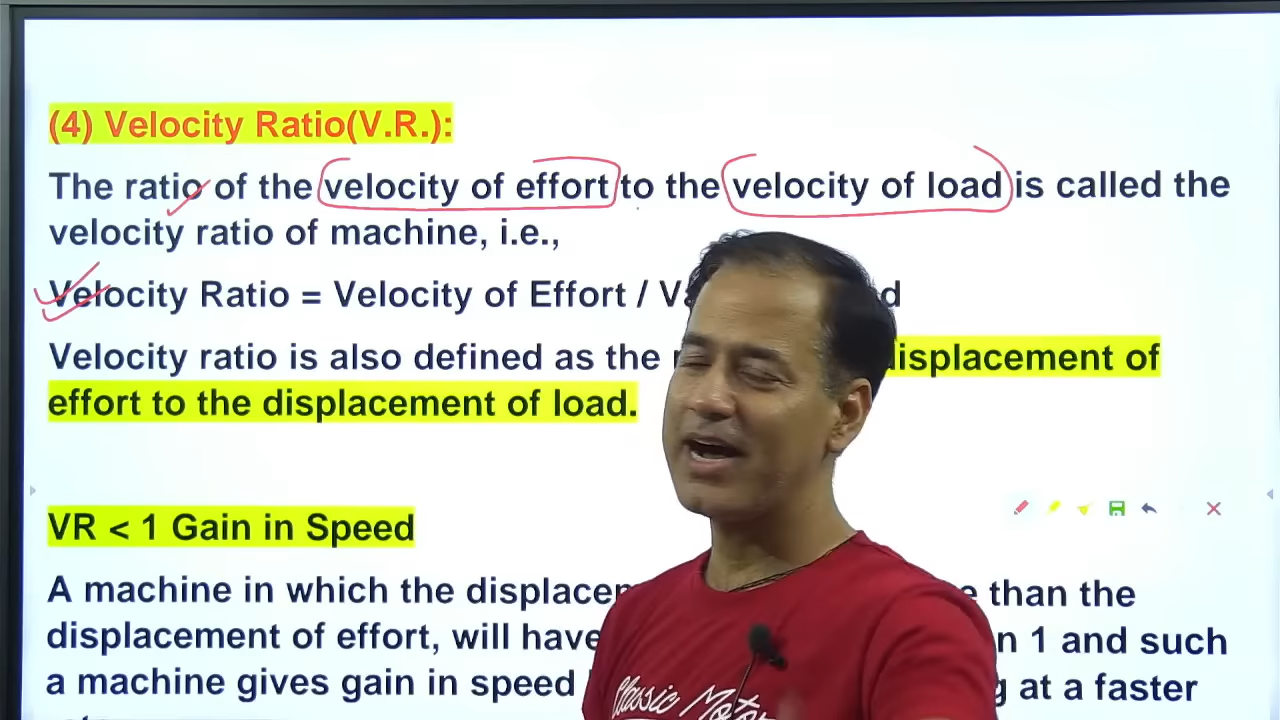 (4) Velocity Ratio(V.R.):
The ratio of the velocity of effort to the velocity of load is called the
velocity ratio of machine, i.e.,
Velocity Ratio = Velocity of Effort / V d
Velocity ratio is also defined as the displacement of
effort to the displacement of load.
VR < 1 Gain in Speed
A machine in which the than the
displacement of effort, will have 1 and such
a machine gives gain in speed at a faster
Classic Motor